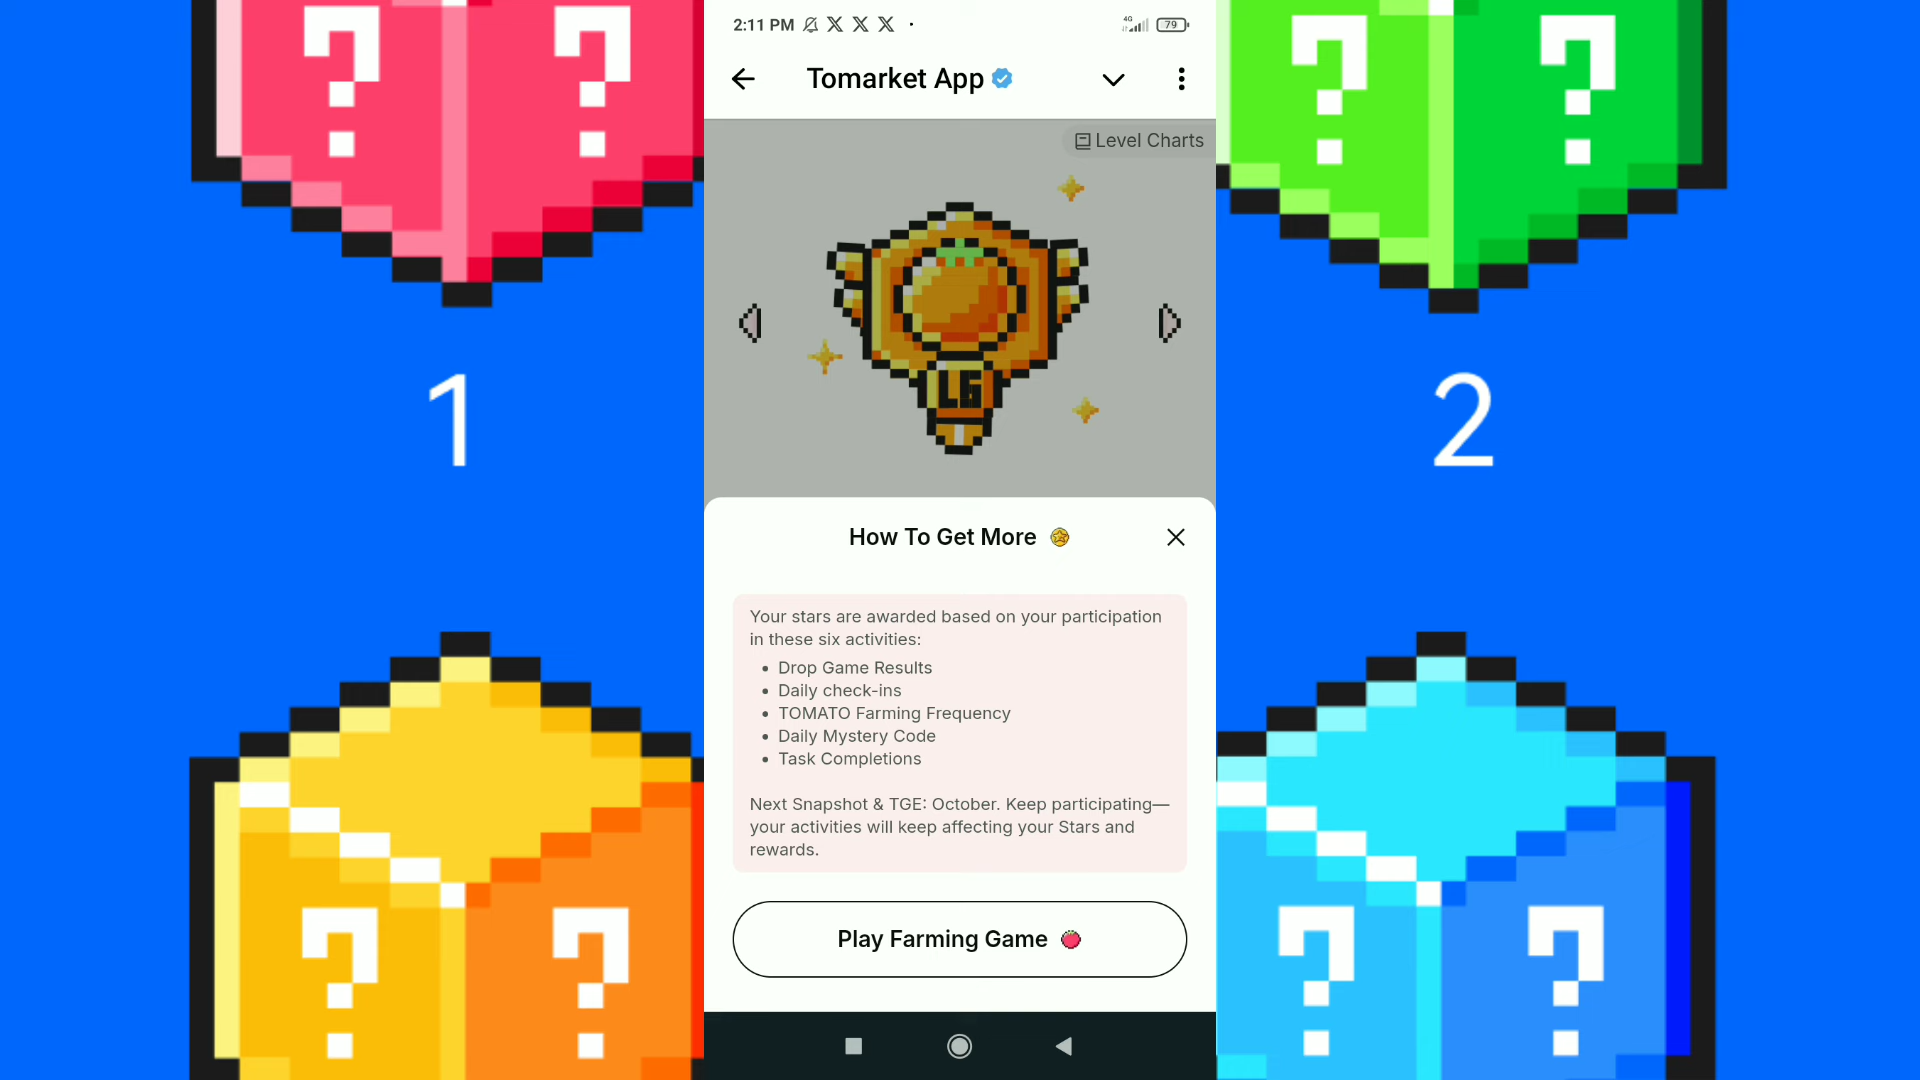 ? ? ? ?
2:11 PM 4G 79
Tomarket App
Level Charts
L6
1 2
How To Get More
Your stars are awarded based on your participation
in these six activities:
• Drop Game Results
• Daily check-ins
• TOMATO Farming Frequency
• Daily Mystery Code
• Task Completions
Next Snapshot & TGE: October. Keep participating—
your activities will keep affecting your Stars and
rewards.
? ? ? ?
Play Farming Game